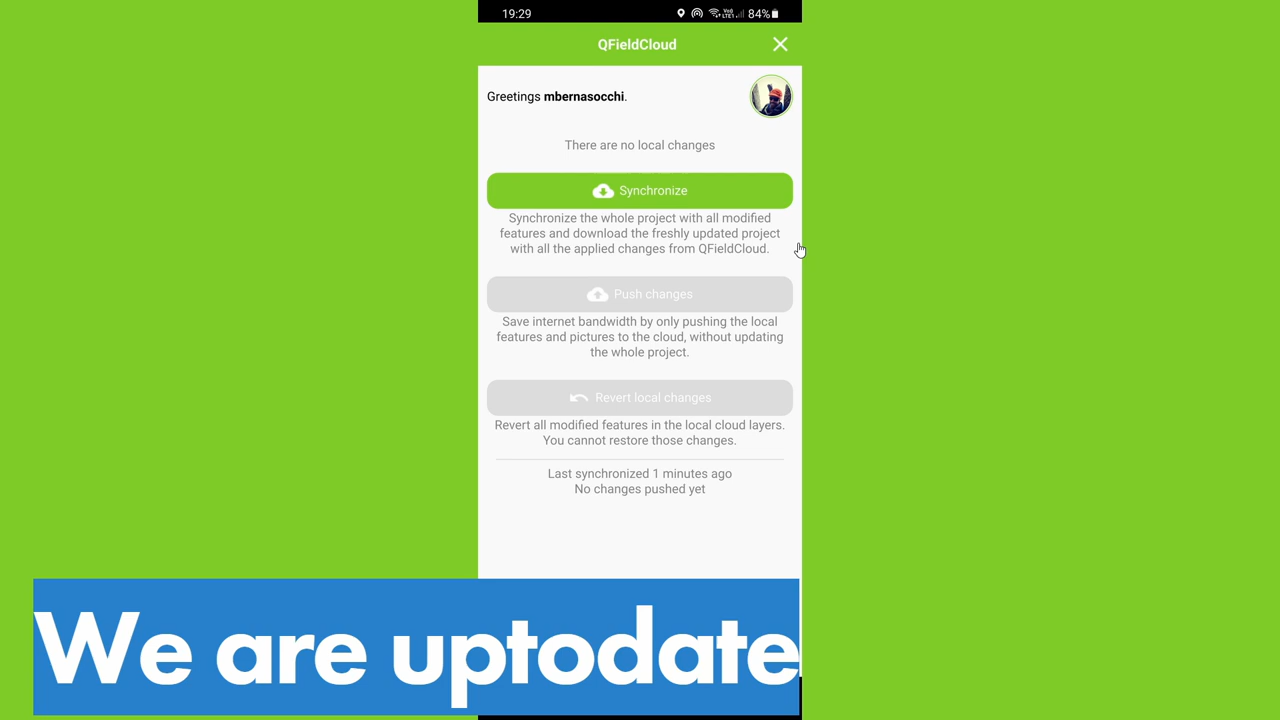 19:29
84%
QFieldCloud
Greetings mbernasocchi.
There are no local changes
Synchronize
Synchronize the whole project with all modified
features and download the freshly updated project
with all the applied changes from QFieldCloud.
Push changes
Save internet bandwidth by only pushing the local
features and pictures to the cloud, without updating
the whole project.
Revert local changes
Revert all modified features in the local cloud layers.
You cannot restore those changes.
Last synchronized 1 minutes ago
No changes pushed yet
We are uptodate